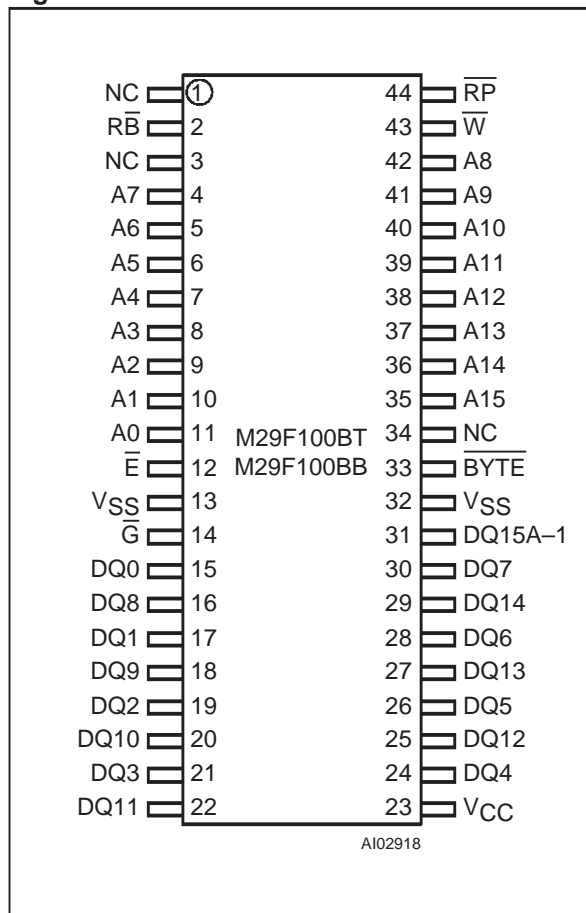 NC 1 44 R̅P̅
RB̅ 2 43 W̅
NC 3 42 A8
A7 4 41 A9
A6 5 40 A10
A5 6 39 A11
A4 7 38 A12
A3 8 37 A13
A2 9 36 A14
A1 10 35 A15
A0 11 M29F100BT 34 NC
E̅ 12 M29F100BB 33 B̅Y̅T̅E̅
VSS 13 32 VSS
G̅ 14 31 DQ15A–1
DQ0 15 30 DQ7
DQ8 16 29 DQ14
DQ1 17 28 DQ6
DQ9 18 27 DQ13
DQ2 19 26 DQ5
DQ10 20 25 DQ12
DQ3 21 24 DQ4
DQ11 22 23 VCC
AI02918